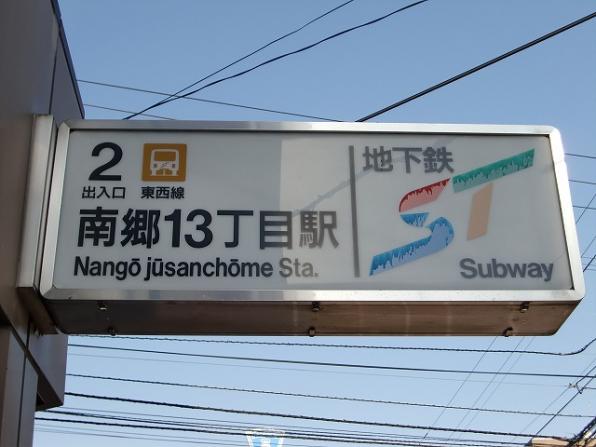 2
出入口 東西線
南郷13丁目駅
Nangō jūsanchōme Sta.
地下鉄
ST
Subway